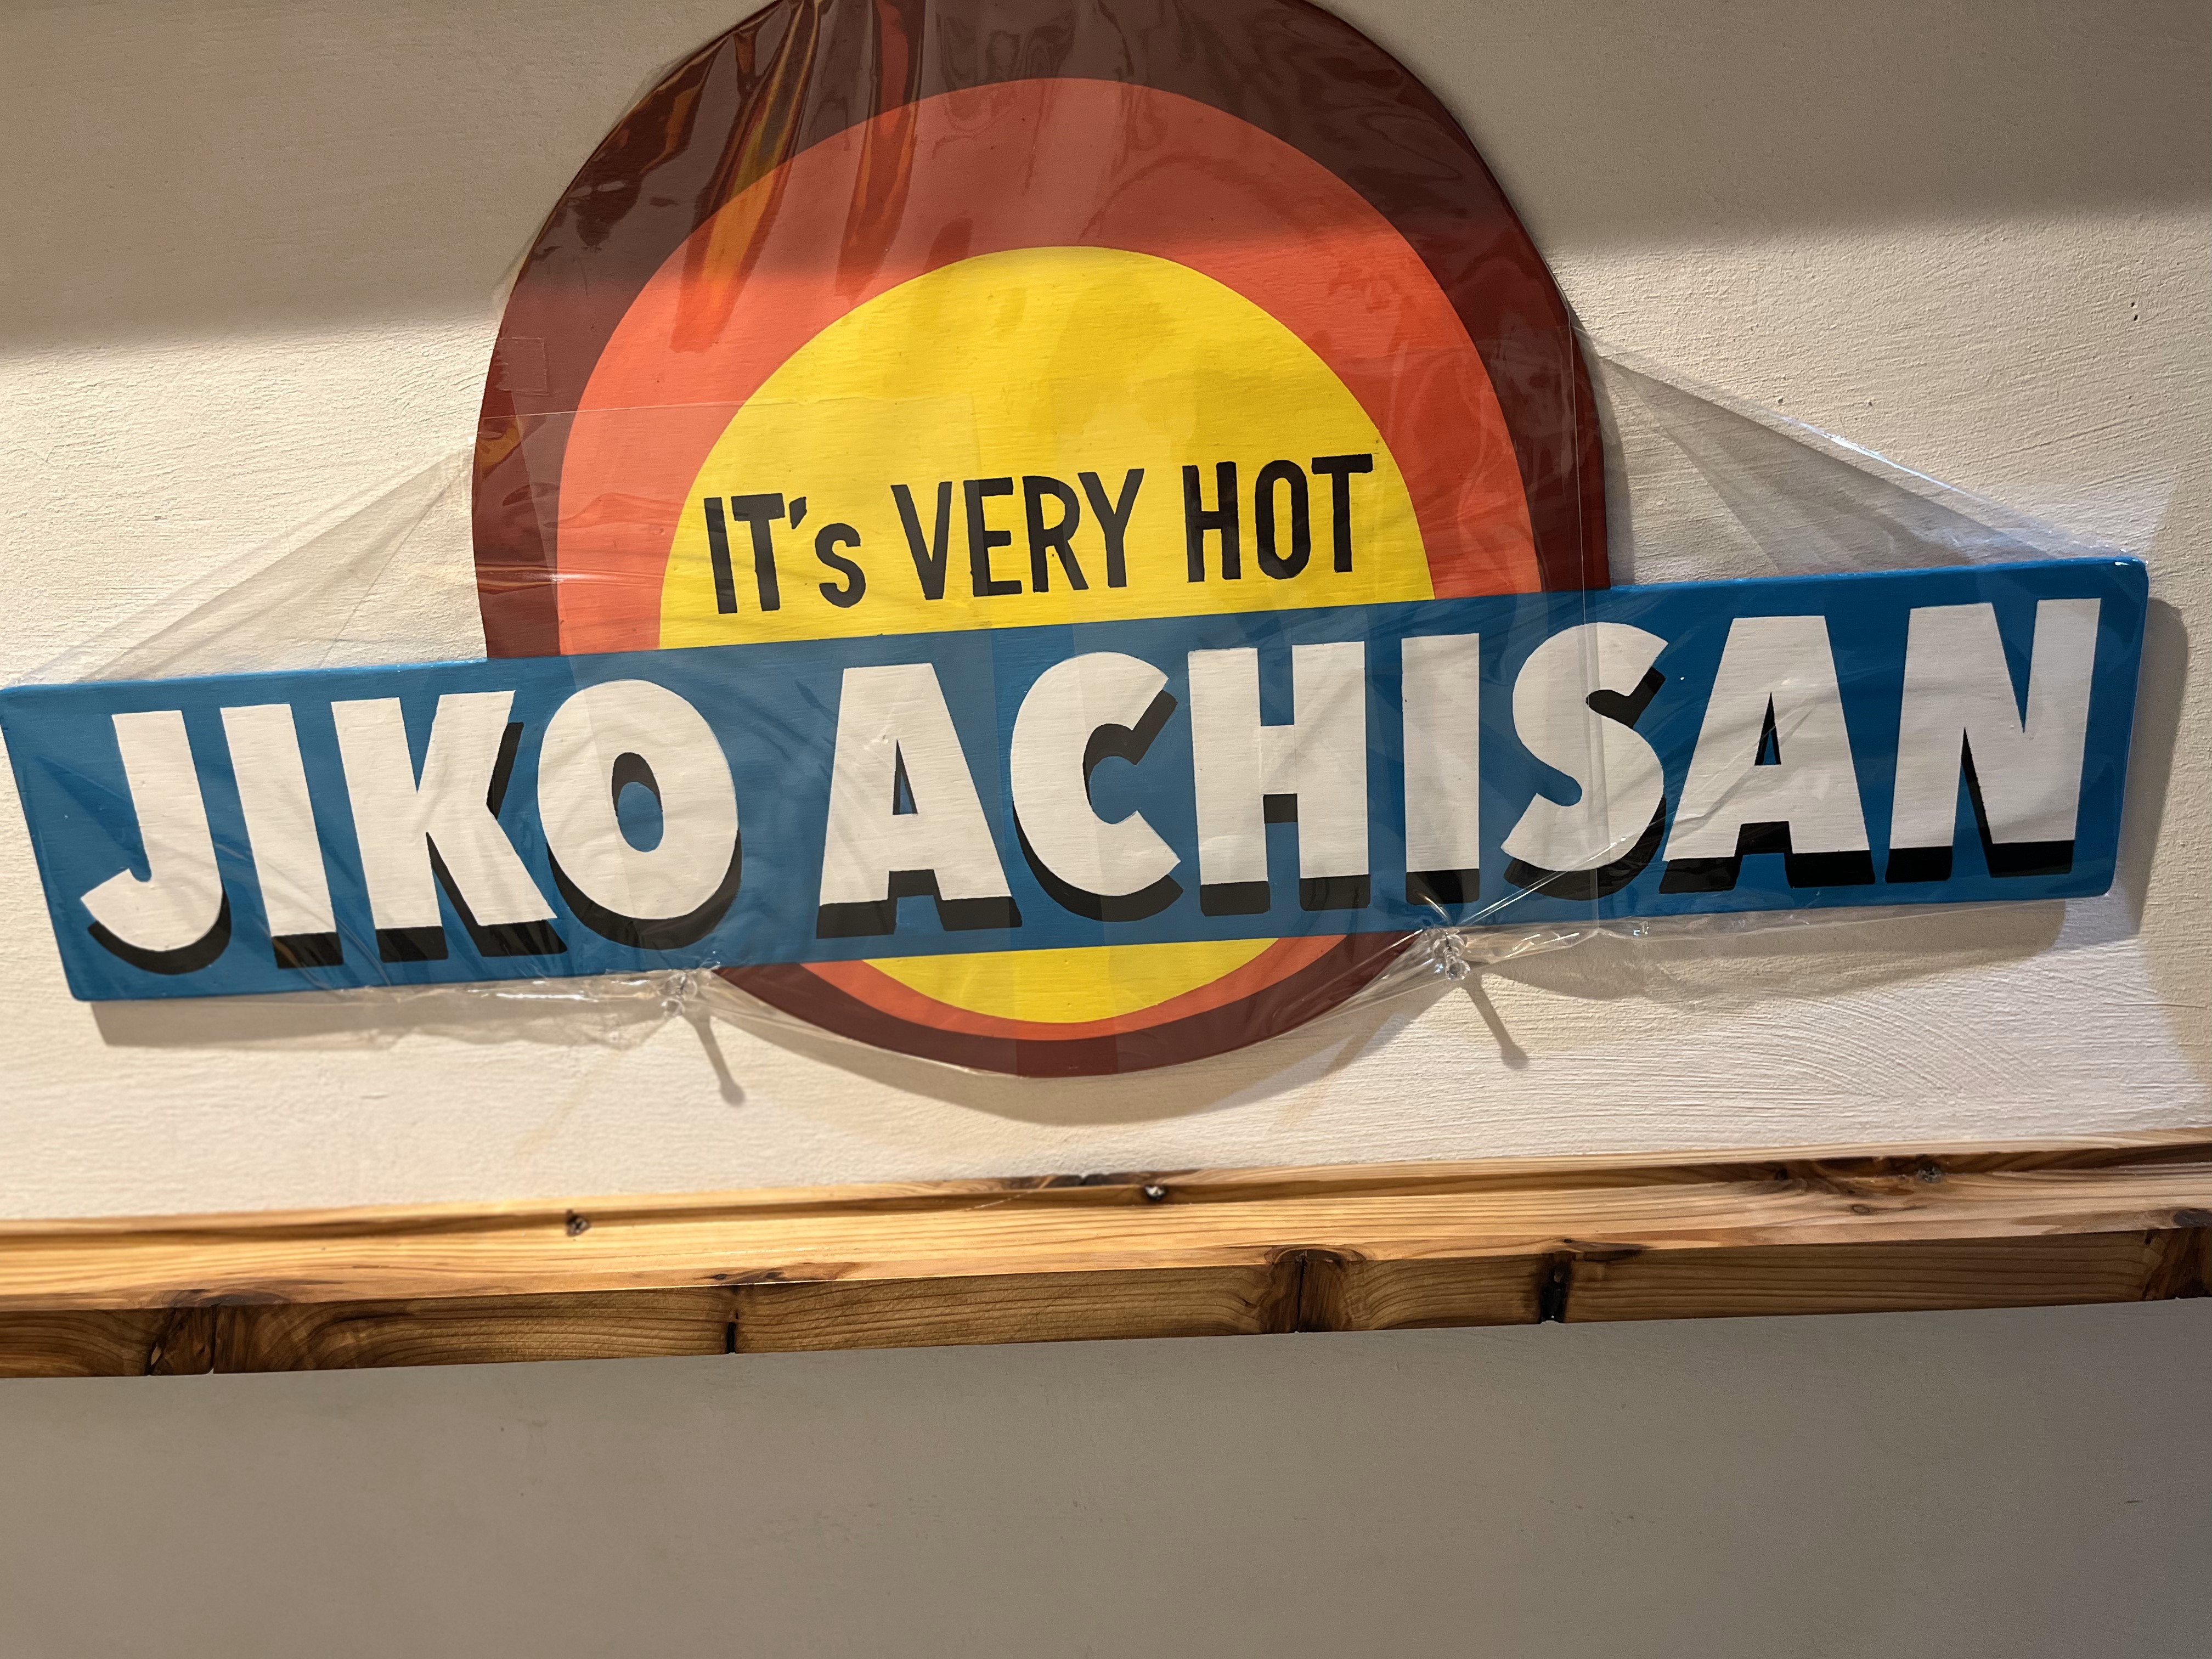 IT's VERY HOT
JIKO ACHISAN